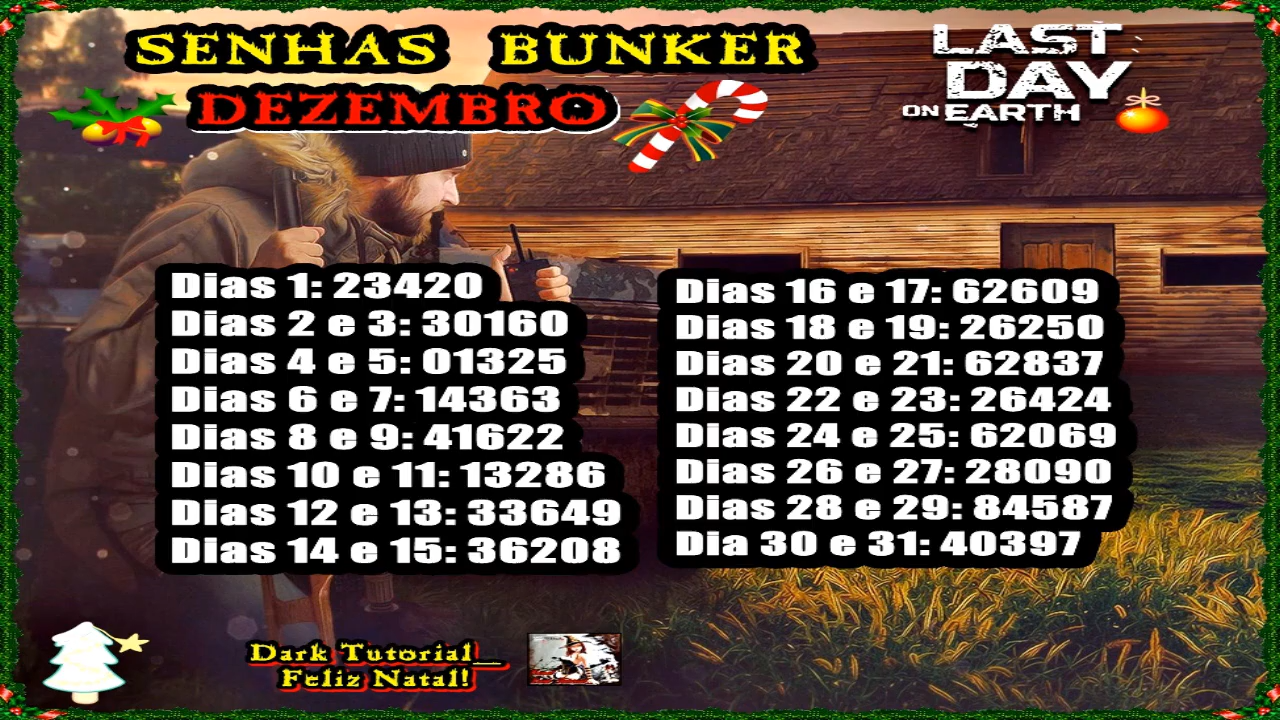 SENHAS BUNKER
DEZEMBRO
LAST
DAY
ON EARTH
Dias 1: 23420
Dias 2 e 3: 30160
Dias 4 e 5: 01325
Dias 6 e 7: 14363
Dias 8 e 9: 41622
Dias 10 e 11: 13286
Dias 12 e 13: 33649
Dias 14 e 15: 36208
Dias 16 e 17: 62609
Dias 18 e 19: 26250
Dias 20 e 21: 62837
Dias 22 e 23: 26424
Dias 24 e 25: 62069
Dias 26 e 27: 28090
Dias 28 e 29: 84587
Dia 30 e 31: 40397
Dark Tutorial_
Feliz Natal!